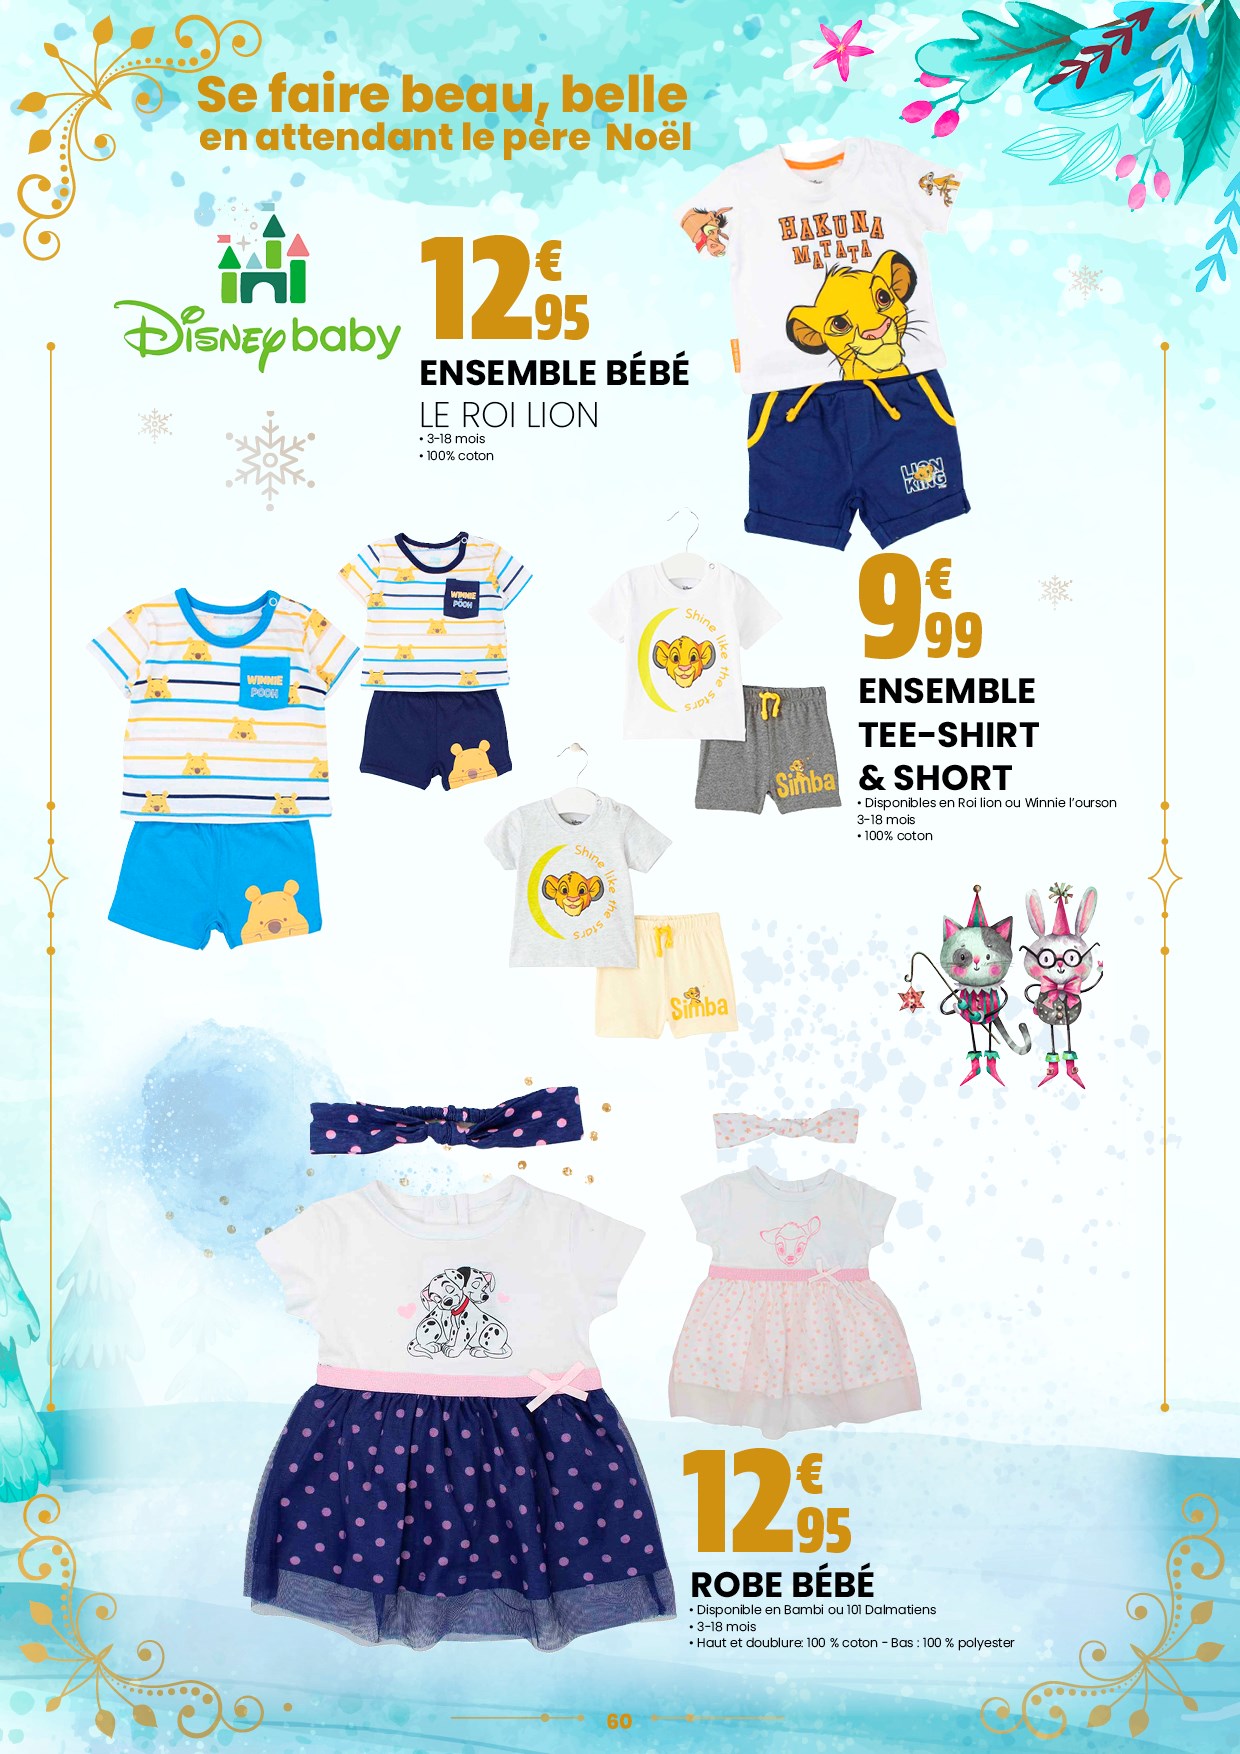 Se faire beau, belle
en attendant le père Noël
Disney baby
12€95
ENSEMBLE BÉBÉ
LE ROI LION
• 3-18 mois
• 100% coton
HAKUNA
MATATA
LION
KING
WINNIE
POOH
WINNIE
POOH
Shine like the stars
Simba
Shine like the stars
Simba
9€99
ENSEMBLE
TEE-SHIRT
& SHORT
• Disponibles en Roi lion ou Winnie l'ourson
3-18 mois
• 100% coton
12€95
ROBE BÉBÉ
• Disponible en Bambi ou 101 Dalmatiens
• 3-18 mois
• Haut et doublure: 100 % coton - Bas : 100 % polyester
60